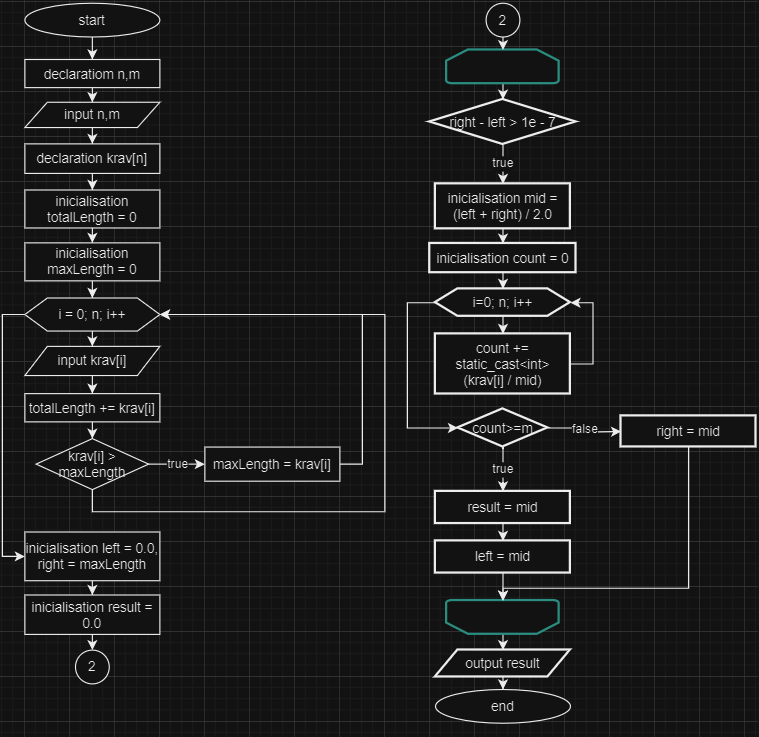 start
declaratiom n,m
input n,m
declaration krav[n]
inicialisation
totalLength = 0
inicialisation
maxLength = 0
i = 0; n; i++
input krav[i]
totalLength += krav[i]
krav[i] >
maxLength
true
maxLength = krav[i]
inicialisation left = 0.0,
right = maxLength
inicialisation result =
0.0
2
2
right - left > 1e - 7
true
inicialisation mid =
(left + right) / 2.0
inicialisation count = 0
i=0; n; i++
count +=
static_cast<int>
(krav[i] / mid)
count>=m
false
right = mid
true
result = mid
left = mid
output result
end